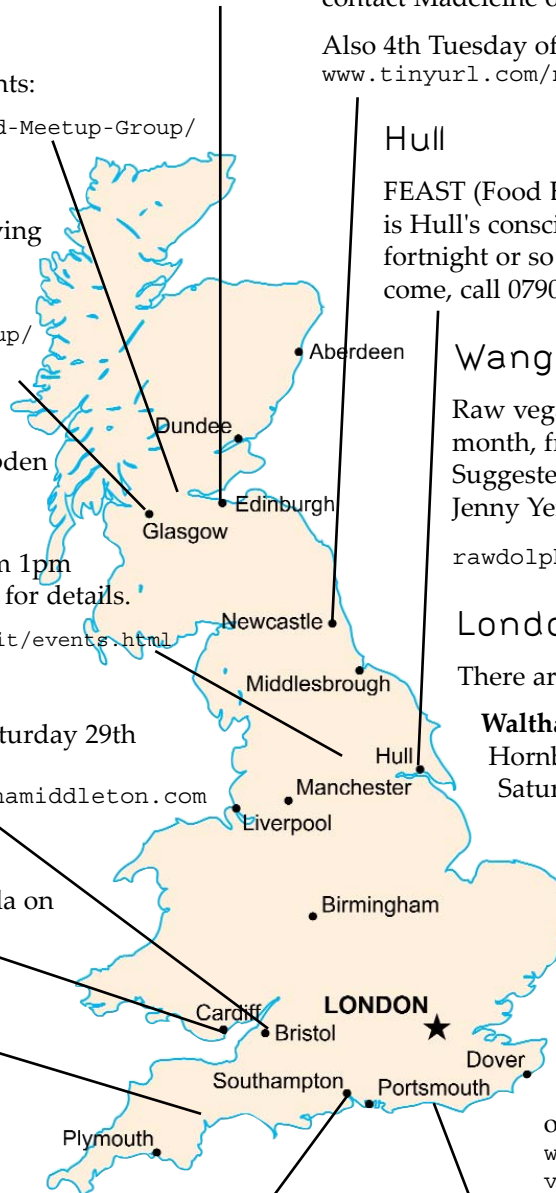 contact Madeleine o
Also 4th Tuesday of
www.tinyurl.com/
nts:
d-Meetup-Group/
Hull
FEAST (Food
is Hull's consci
fortnight or so
come, call 0790
ving
up/
Aberdeen
Wang
Raw veg
month, fr
Suggeste
Jenny Ye
rawdolp
Dundee
oden
Edinburgh
Glasgow
m 1pm
for details.
it/events.html
Newcastle
Londo
There ar
Middlesbrough
Waltha
Hornb
Satur
turday 29th
Hull
hamiddleton.com
Manchester
Liverpool
la on
Birmingham
LONDON
Cardiff
Bristol
Dover
Southampton
Portsmouth
Plymouth
o
w
v